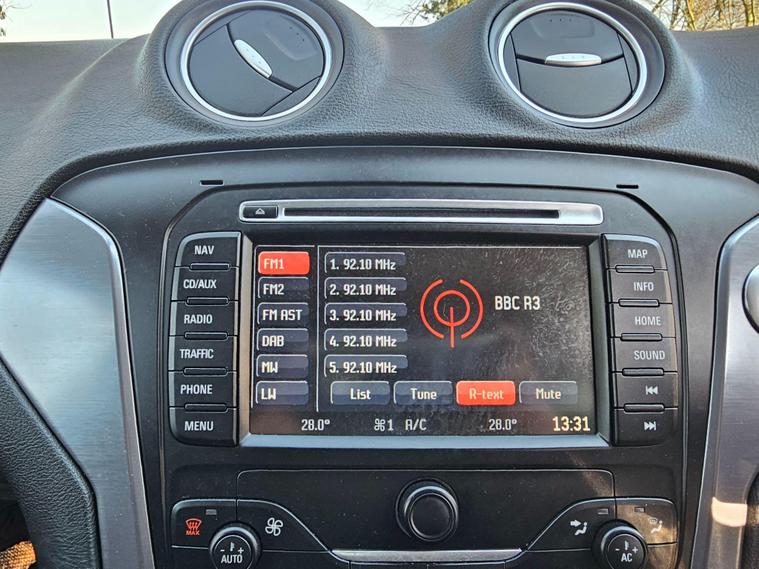 NAV
CD/AUX
RADIO
TRAFFIC
PHONE
MENU
FM1
FM2
FM AST
DAB
MW
LW
1. 92.10 MHz
2. 92.10 MHz
3. 92.10 MHz
4. 92.10 MHz
5. 92.10 MHz
BBC R3
List Tune R-text Mute
28.0° 1 A/C 28.0° 13:31
MAP
INFO
HOME
SOUND
MAX
AUTO
AC